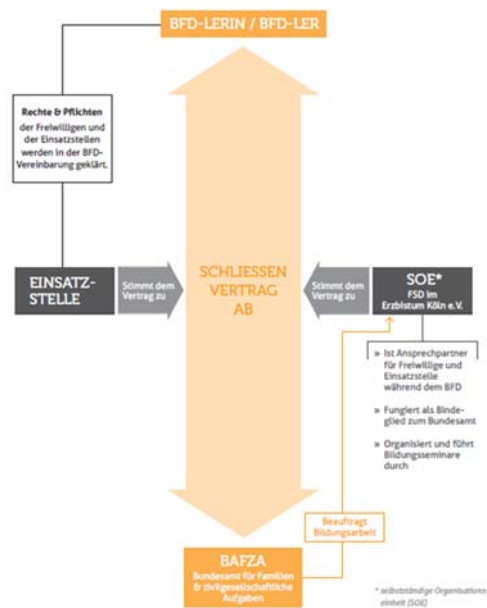 BFD-LERIN / BFD-LER
Rechte & Pflichten
der Freiwilligen und
der Einsatzstellen
werden in der BFD-
Vereinbarung geklärt.
EINSATZ-
STELLE
Stimmt dem
Vertrag zu
SCHLIESSEN
VERTRAG
AB
Stimmt dem
Vertrag zu
SOE*
FSD im
Erzbistum Köln e.V.
» Ist Ansprechpartner
für Freiwillige und
Einsatzstelle
während dem BFD
» Fungiert als Binde-
glied zum Bundesamt
» Organisiert und führt
Bildungsseminare
durch
Beauftragt
Bildungsarbeit
BAFZA
Bundesamt für Familien
& zivilgesellschaftliche
Aufgaben
* selbstständige Organisations
einheit (SOE)